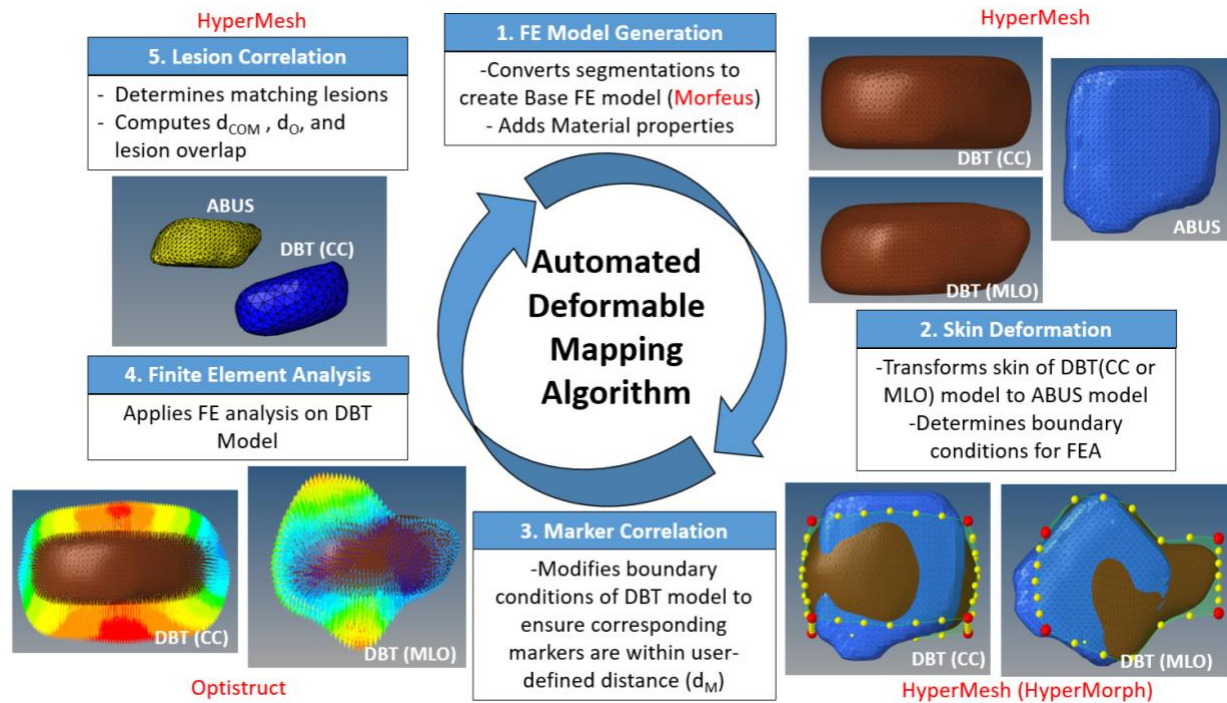 HyperMesh
5. Lesion Correlation
- Determines matching lesions
- Computes dCOM , dO, and
lesion overlap
ABUS
DBT (CC)
1. FE Model Generation
-Converts segmentations to
create Base FE model (Morfeus)
- Adds Material properties
HyperMesh
DBT (CC)
DBT (MLO)
ABUS
Automated
Deformable
Mapping
Algorithm
2. Skin Deformation
-Transforms skin of DBT(CC or
MLO) model to ABUS model
-Determines boundary
conditions for FEA
DBT (CC)
DBT (MLO)
HyperMesh (HyperMorph)
3. Marker Correlation
-Modifies boundary
conditions of DBT model to
ensure corresponding
markers are within user-
defined distance (dM)
4. Finite Element Analysis
Applies FE analysis on DBT
Model
DBT (CC)
DBT (MLO)
Optistruct